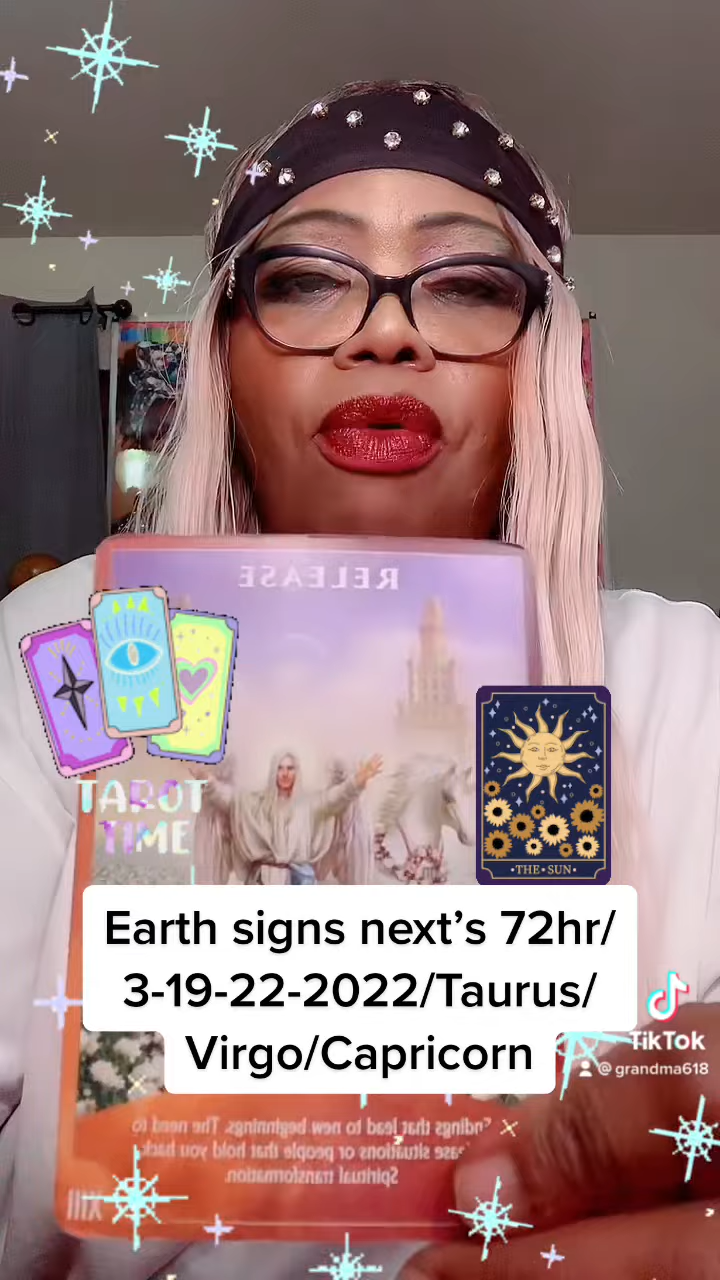 RELEASE
TAROT
TIME
•THE•SUN•
Earth signs next's 72hr/
3-19-22-2022/Taurus/
Virgo/Capricorn
TikTok
@ grandma618
Endings that lead to new beginnings. The need to
situations or people that hold you back.
Spiritual transformation.
XIII